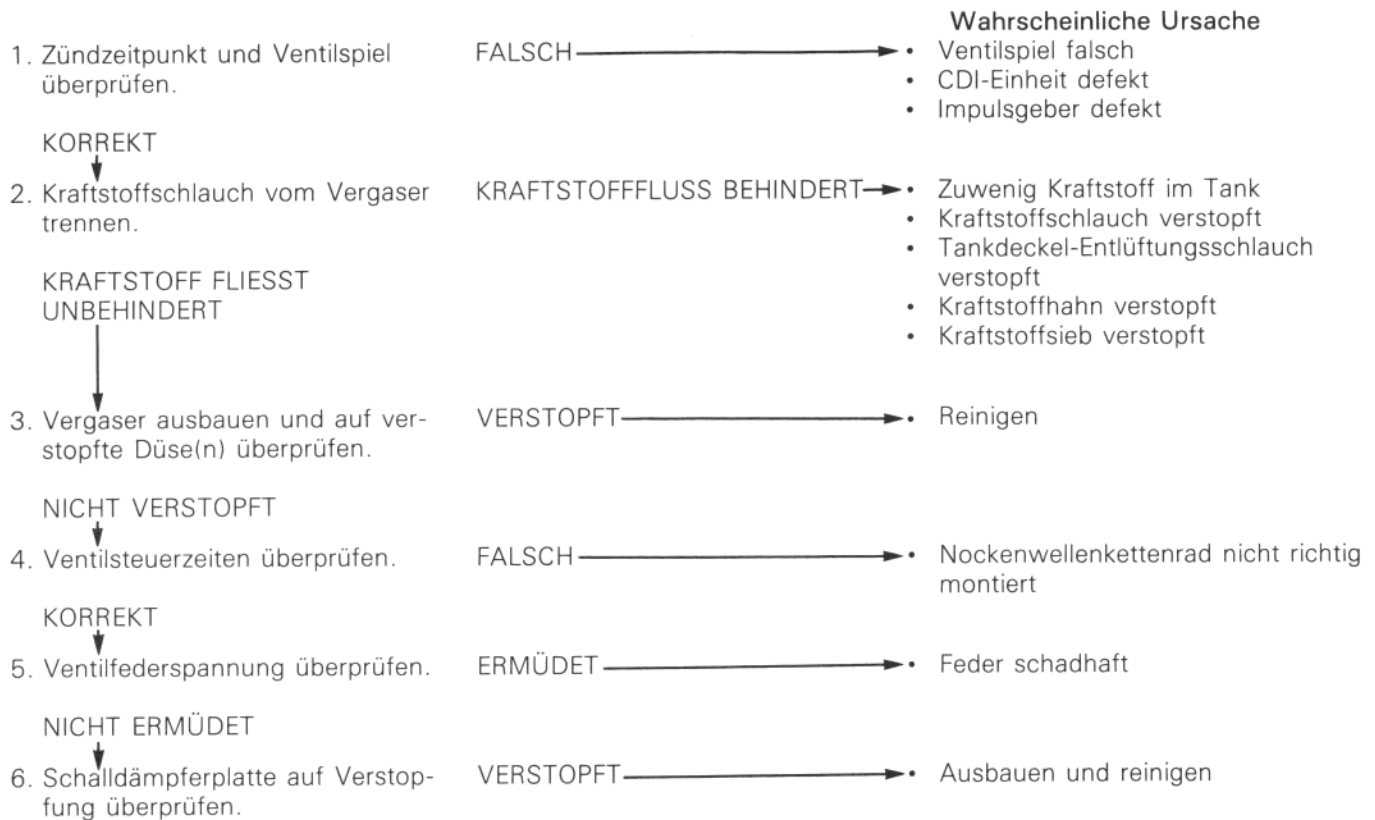 Wahrscheinliche Ursache
1. Zündzeitpunkt und Ventilspiel
überprüfen.
FALSCH
• Ventilspiel falsch
• CDI-Einheit defekt
• Impulsgeber defekt
KORREKT
2. Kraftstoffschlauch vom Vergaser
trennen.
KRAFTSTOFFFLUSS BEHINDERT
• Zuwenig Kraftstoff im Tank
• Kraftstoffschlauch verstopft
• Tankdeckel-Entlüftungsschlauch
verstopft
• Kraftstoffhahn verstopft
• Kraftstoffsieb verstopft
KRAFTSTOFF FLIESST
UNBEHINDERT
3. Vergaser ausbauen und auf ver-
stopfte Düse(n) überprüfen.
VERSTOPFT
• Reinigen
NICHT VERSTOPFT
4. Ventilsteuerzeiten überprüfen.
FALSCH
• Nockenwellenkettenrad nicht richtig
montiert
KORREKT
5. Ventilfederspannung überprüfen.
ERMÜDET
• Feder schadhaft
NICHT ERMÜDET
6. Schalldämpferplatte auf Verstop-
fung überprüfen.
VERSTOPFT
• Ausbauen und reinigen